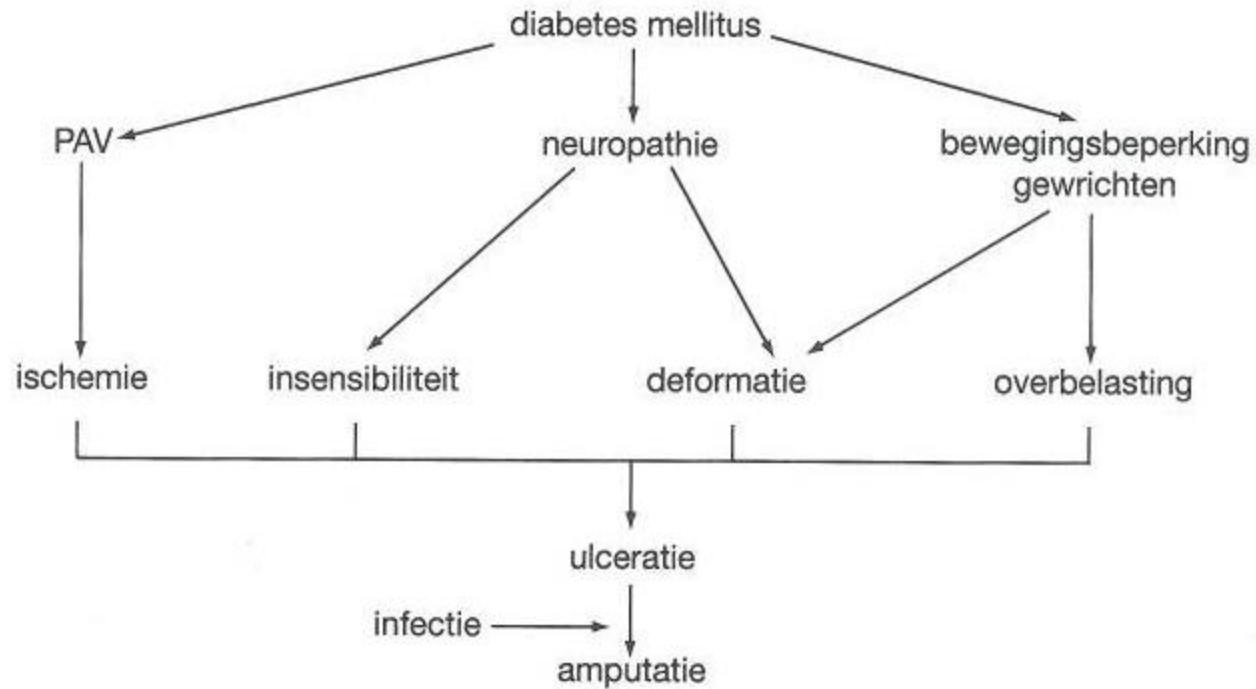 diabetes mellitus
PAV
neuropathie
bewegingsbeperking
gewrichten
ischemie
insensibiliteit
deformatie
overbelasting
ulceratie
infectie
amputatie